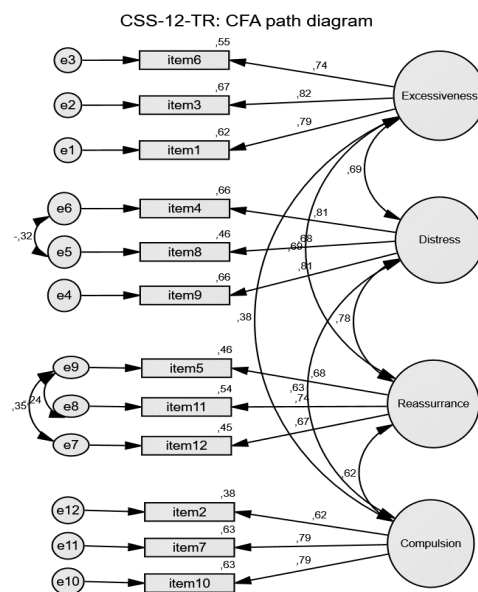 CSS-12-TR: CFA path diagram
e3
item6
,55
,74
Excessiveness
e2
item3
,67
,82
e1
item1
,62
,79
,69
e6
item4
,66
,81
Distress
-,32
e5
item8
,46
,68
,69
e4
item9
,66
,81
,38
,78
e9
item5
,46
,68
,63
Reassurrance
,35
,24
e8
item11
,54
,74
e7
item12
,45
,67
,62
e12
item2
,38
,62
Compulsion
e11
item7
,63
,79
e10
item10
,63
,79